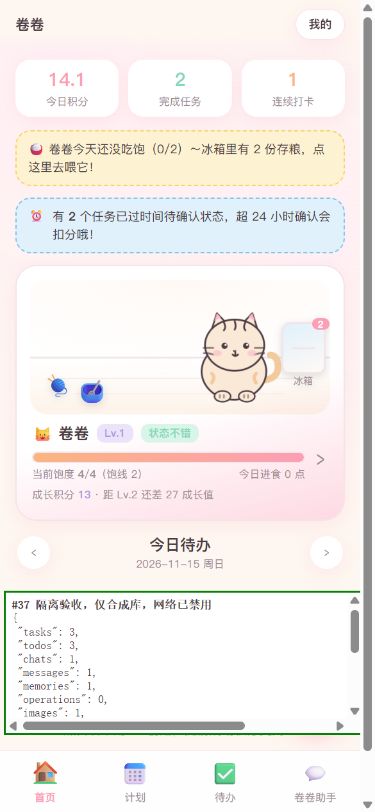 卷卷
我的
14.1
今日积分
2
完成任务
1
连续打卡
卷卷今天还没吃饱（0/2）～冰箱里有 2 份存粮，点
这里去喂它！
有 2 个任务已过时间待确认状态，超 24 小时确认会
扣分哦！
2
冰箱
卷卷 Lv.1 状态不错
当前饱度 4/4（饱线 2） 今日进食 0 点
成长积分 13 · 距 Lv.2 还差 27 成长值
今日待办
2026-11-15 周日
#37 隔离验收，仅合成库，网络已禁用
{
"tasks": 3,
"todos": 3,
"chats": 1,
"messages": 1,
"memories": 1,
"operations": 0,
"images": 1,
首页
计划
待办
卷卷助手